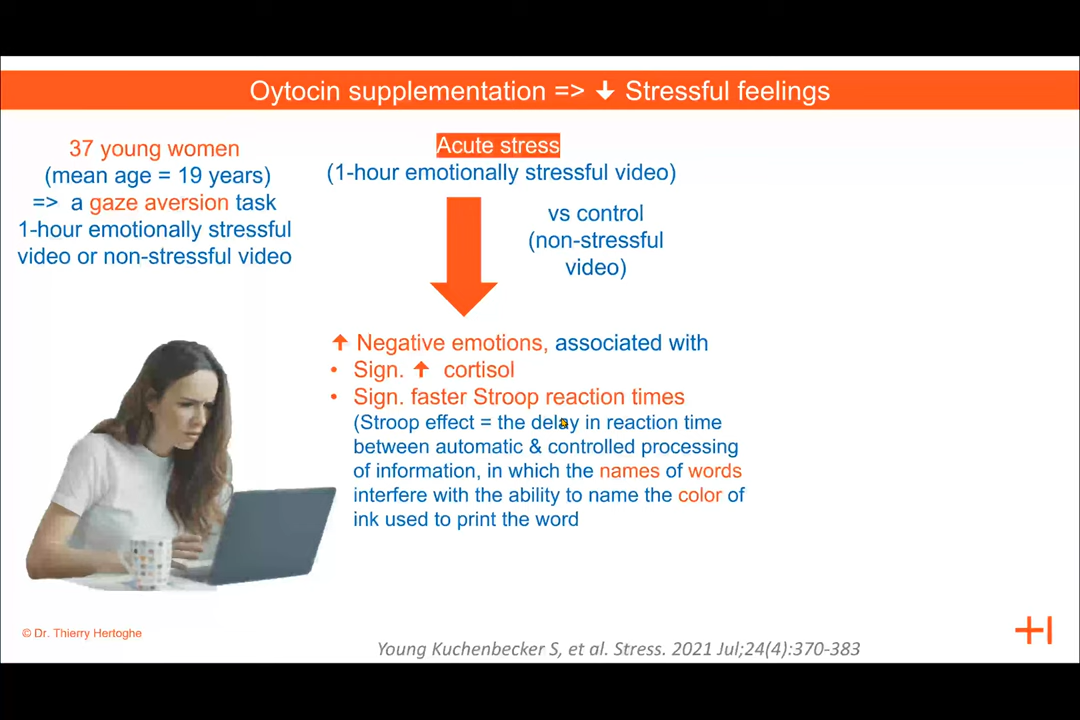 Oytocin supplementation => ↓ Stressful feelings
37 young women
(mean age = 19 years)
=> a gaze aversion task
1-hour emotionally stressful
video or non-stressful video
Acute stress
(1-hour emotionally stressful video)
vs control
(non-stressful
video)
↑ Negative emotions, associated with
• Sign. ↑ cortisol
• Sign. faster Stroop reaction times
(Stroop effect = the delay in reaction time
between automatic & controlled processing
of information, in which the names of words
interfere with the ability to name the color of
ink used to print the word
© Dr. Thierry Hertoghe
Young Kuchenbecker S, et al. Stress. 2021 Jul;24(4):370-383